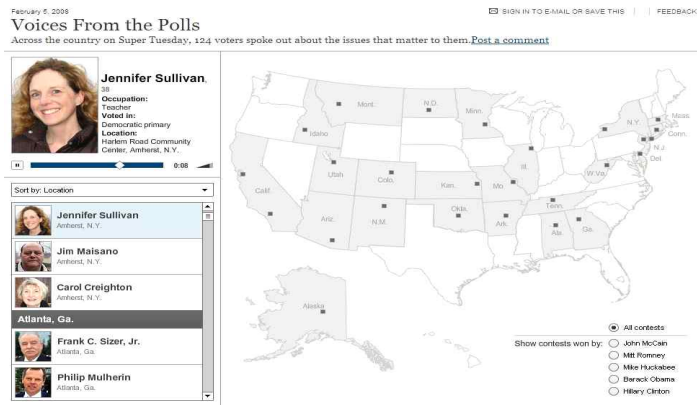 February 5, 2008
SIGN IN TO E-MAIL OR SAVE THIS
FEEDBACK
Voices From the Polls
Across the country on Super Tuesday, 124 voters spoke out about the issues that matter to them. Post a comment
Jennifer Sullivan,
38
Occupation:
Teacher
Voted in:
Democratic primary
Location:
Harlem Road Community
Center, Amherst, N.Y.
0:08
Sort by: Location
Jennifer Sullivan
Amherst, N.Y.
Jim Maisano
Amherst, N.Y.
Carol Creighton
Amherst, N.Y.
Atlanta, Ga.
Frank C. Sizer, Jr.
Atlanta, Ga.
Philip Mulherin
Atlanta, Ga.
Mont.
N.D.
Minn.
Idaho
N.Y.
Mass.
Conn.
N.J.
Del.
Utah
Colo.
Kan.
Mo.
Ill.
W.Va.
Calif.
Ariz.
N.M.
Okla.
Ark.
Tenn.
Ala.
Ga.
Alaska
All contests
Show contests won by:
John McCain
Mitt Romney
Mike Huckabee
Barack Obama
Hillary Clinton